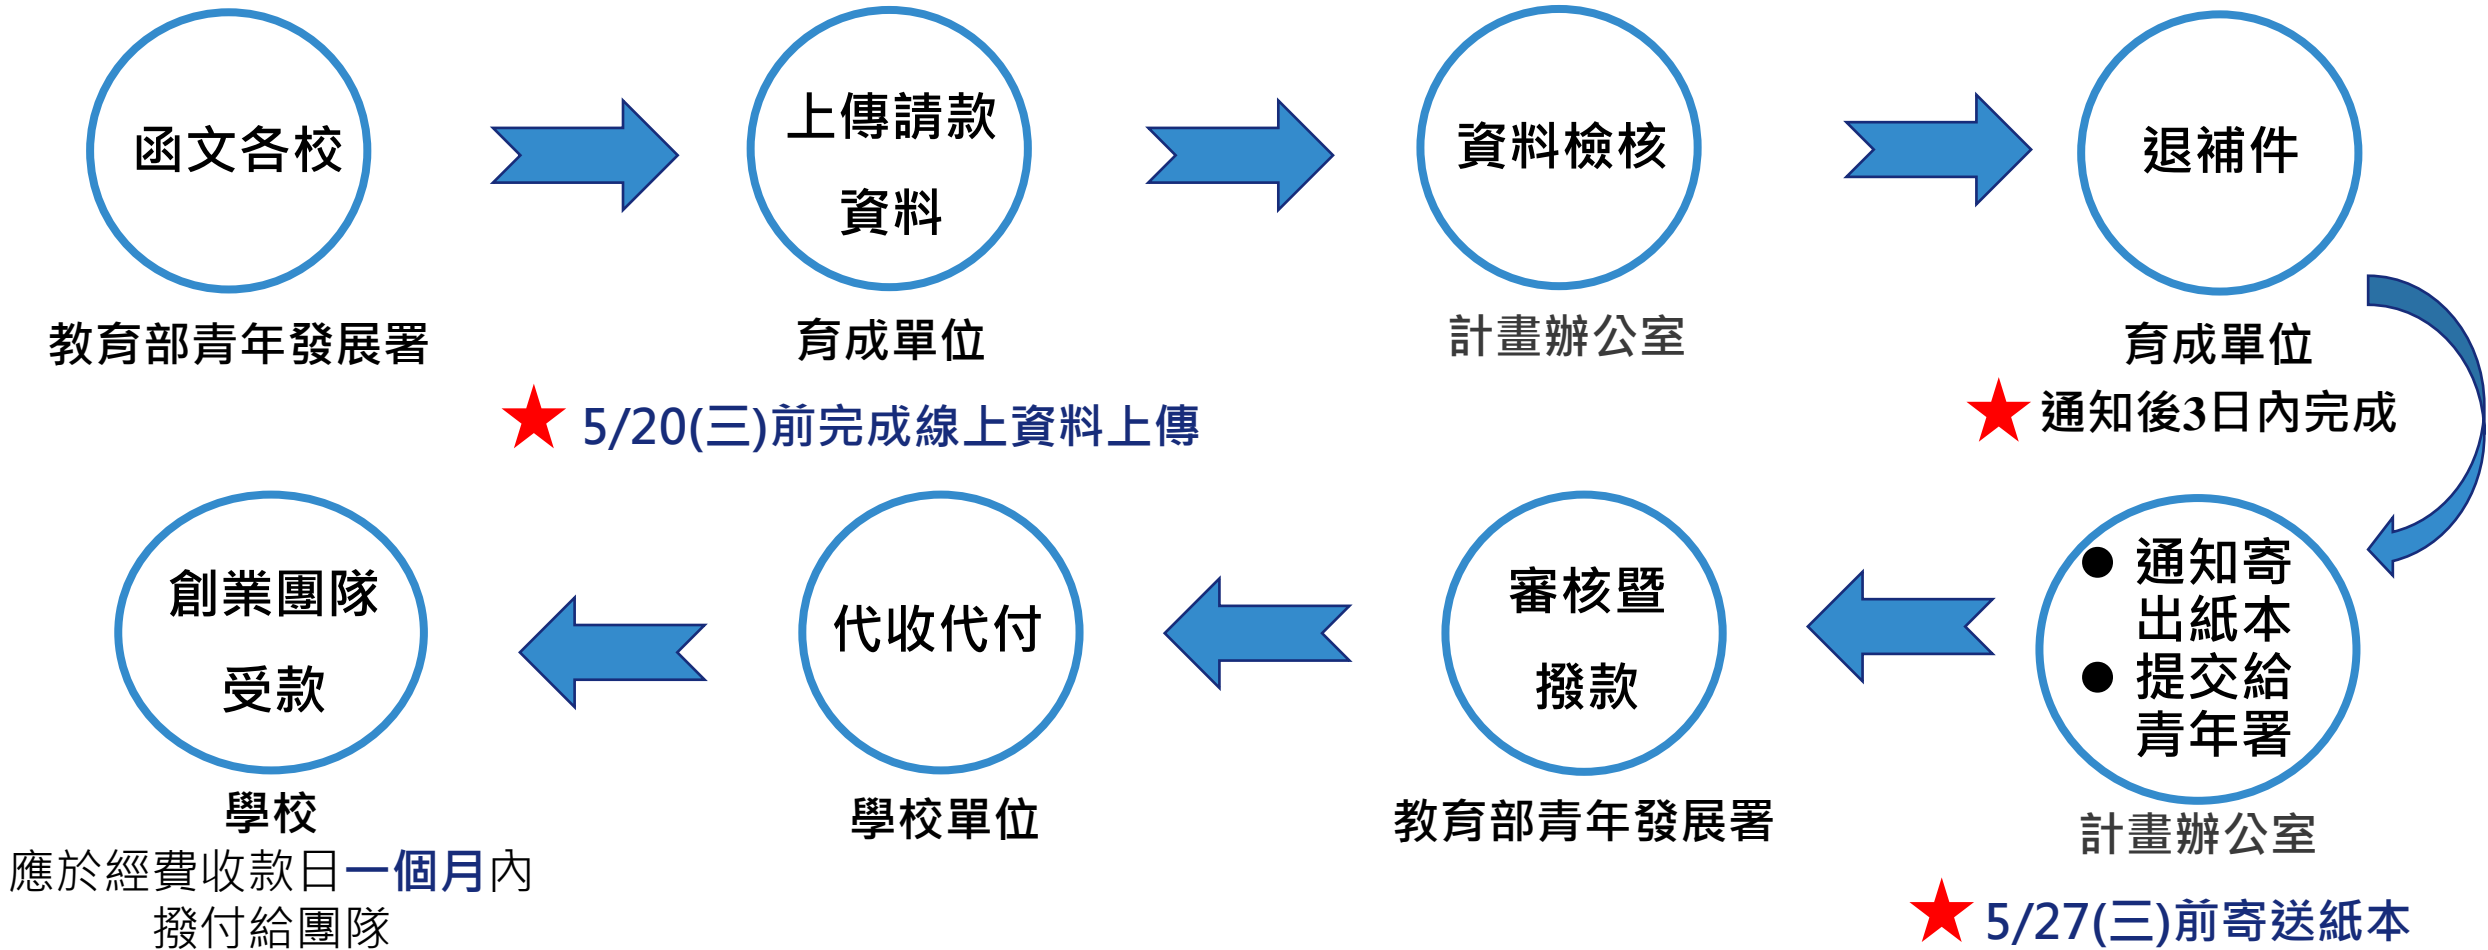 函文各校
教育部青年發展署
上傳請款
資料
育成單位
★ 5/20(三)前完成線上資料上傳
資料檢核
計畫辦公室
退補件
育成單位
★ 通知後3日內完成
● 通知寄
出紙本
● 提交給
青年署
計畫辦公室
★ 5/27(三)前寄送紙本
審核暨
撥款
教育部青年發展署
代收代付
學校單位
創業團隊
受款
學校
應於經費收款日一個月內
撥付給團隊